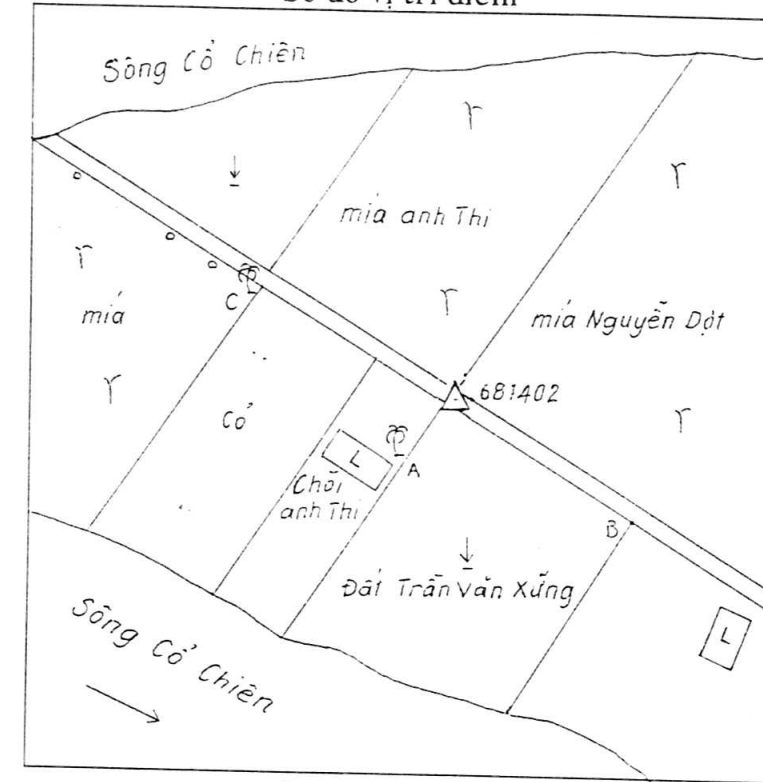 Sông Cổ Chiên
mía anh Thi
mía Nguyễn Dột
mía
C
681402
Cỏ
L
A
Chòi
anh Thi
B
Đất Trần Văn Xửng
L
Sông Cổ Chiên